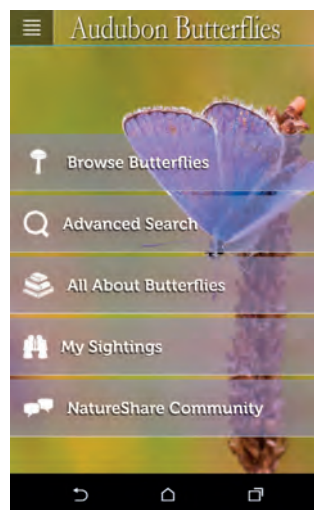 Audubon Butterflies
Browse Butterflies
Advanced Search
All About Butterflies
My Sightings
NatureShare Community